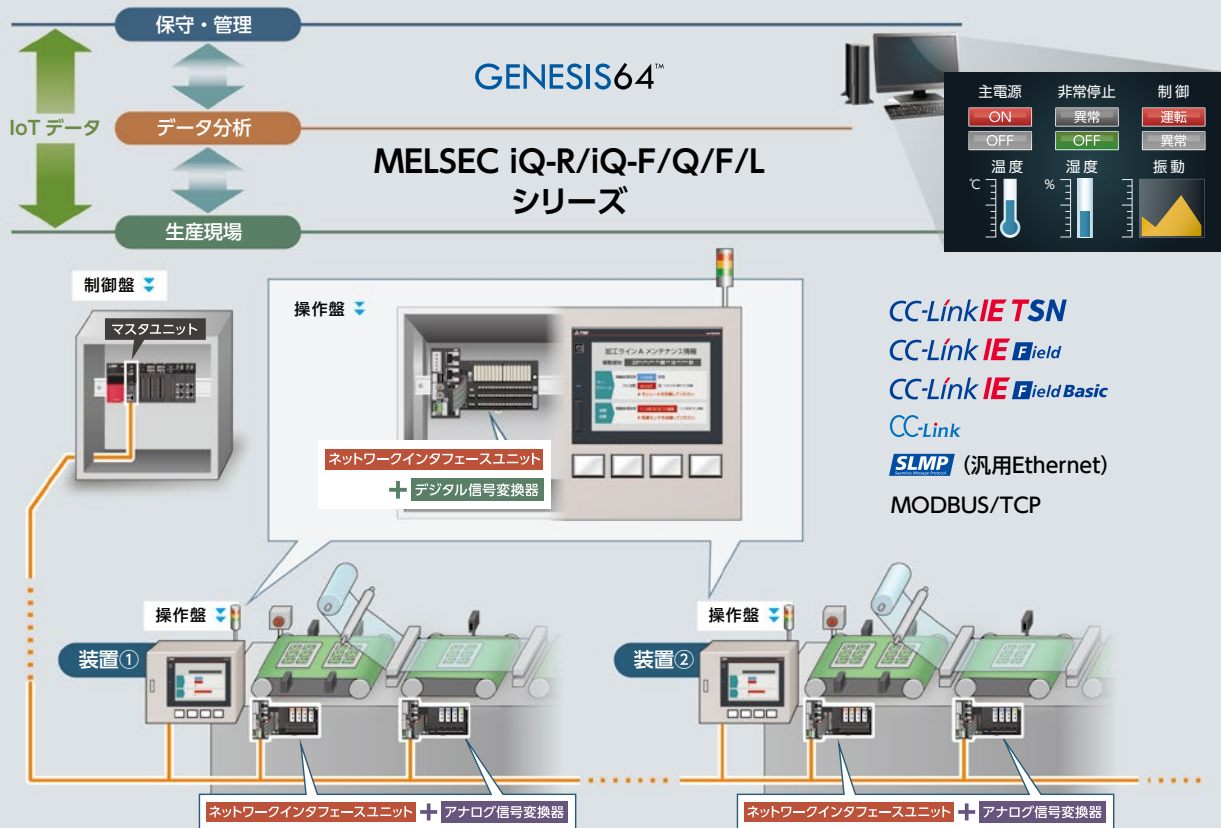 保守・管理
IoT データ
データ分析
生産現場
GENESIS64™
MELSEC iQ-R/iQ-F/Q/F/L
シリーズ
主電源 非常停止 制御
ON 異常 運転
OFF OFF 異常
温度 湿度 振動
℃ %
制御盤
マスタユニット
操作盤
加工ラインA メンテナンス情報
ネットワークインタフェースユニット
+ デジタル信号変換器
CC-Link IE TSN
CC-Link IE Field
CC-Link IE Field Basic
CC-Link
SLMP (汎用Ethernet)
MODBUS/TCP
操作盤
装置①
操作盤
装置②
ネットワークインタフェースユニット + アナログ信号変換器
ネットワークインタフェースユニット + アナログ信号変換器